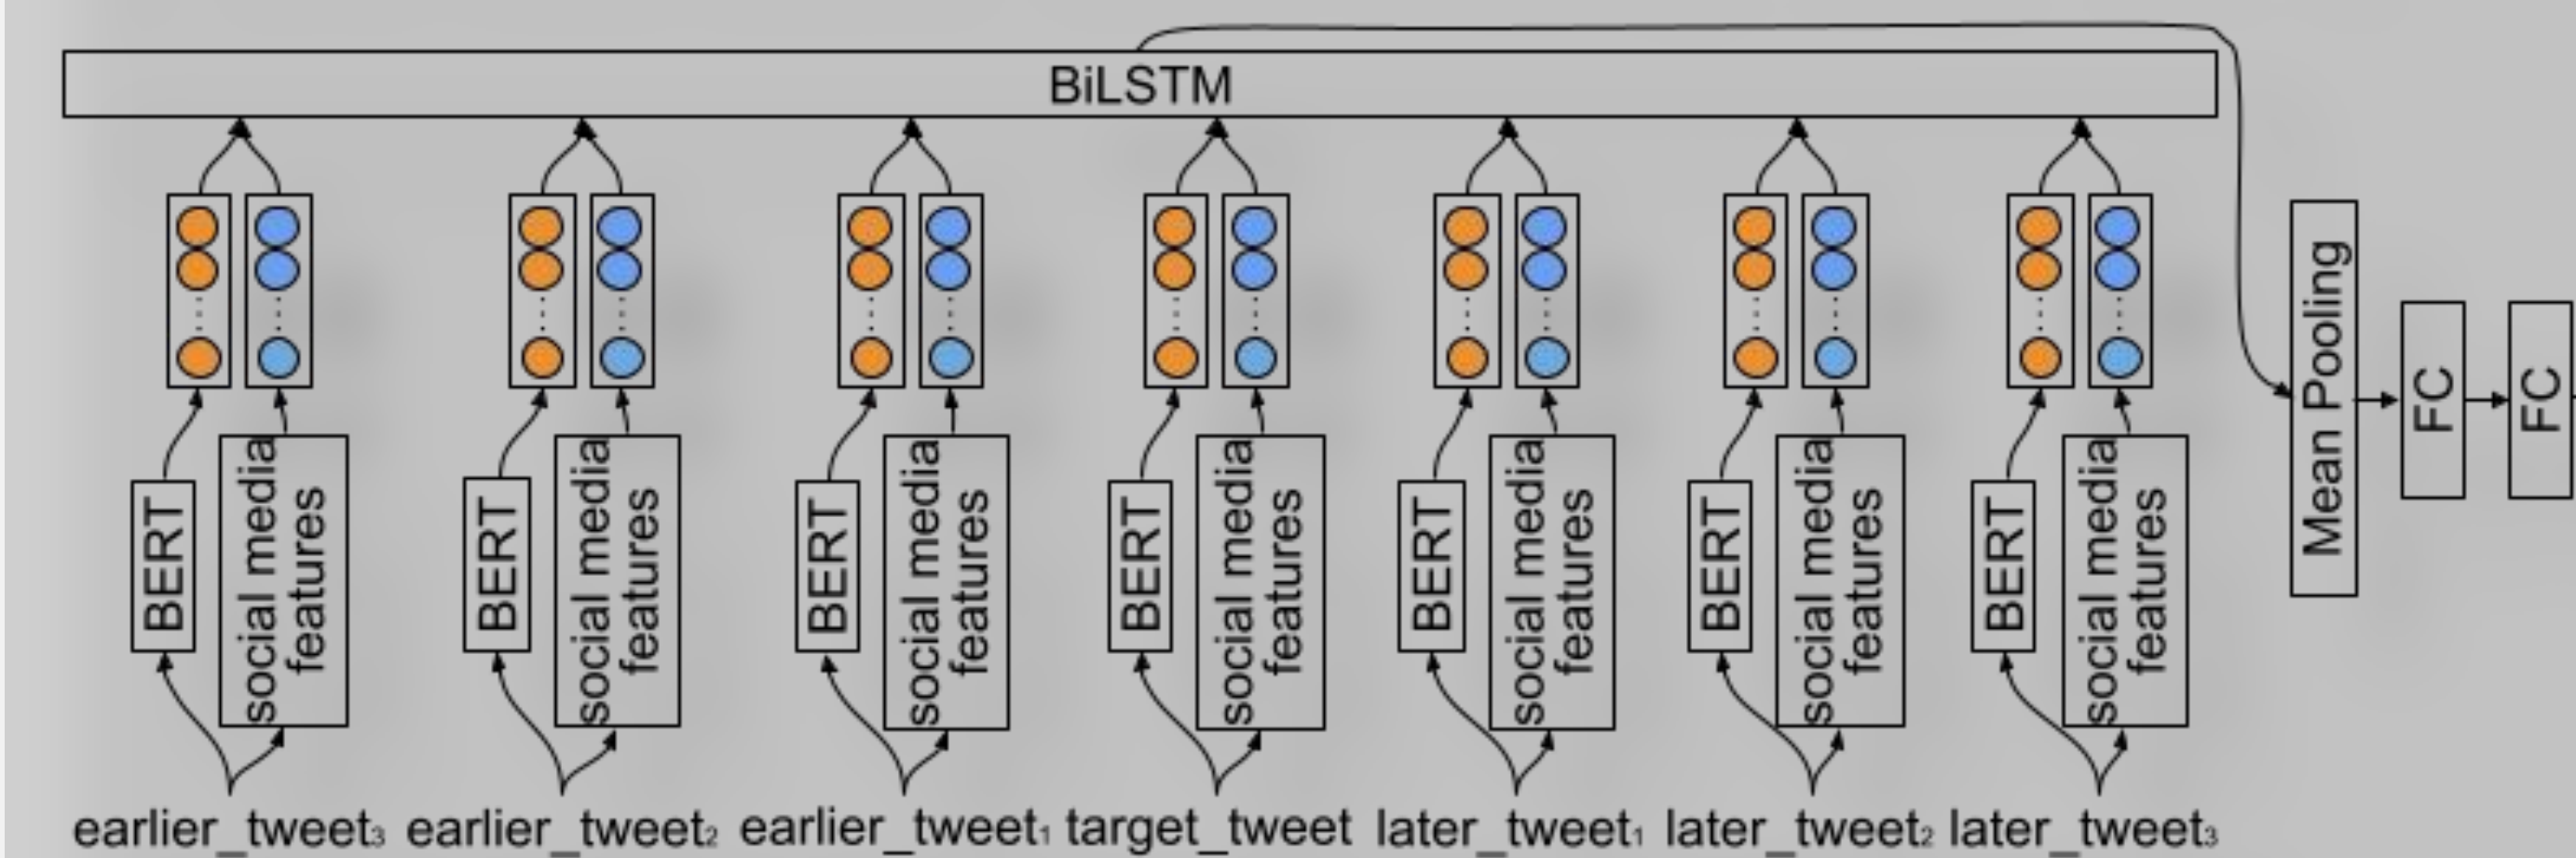 BiLSTM
BERT
social media
features
BERT
social media
features
BERT
social media
features
BERT
social media
features
BERT
social media
features
BERT
social media
features
BERT
social media
features
Mean Pooling
FC
FC
earlier_tweet₃ earlier_tweet₂ earlier_tweet₁ target_tweet later_tweet₁ later_tweet₂ later_tweet₃